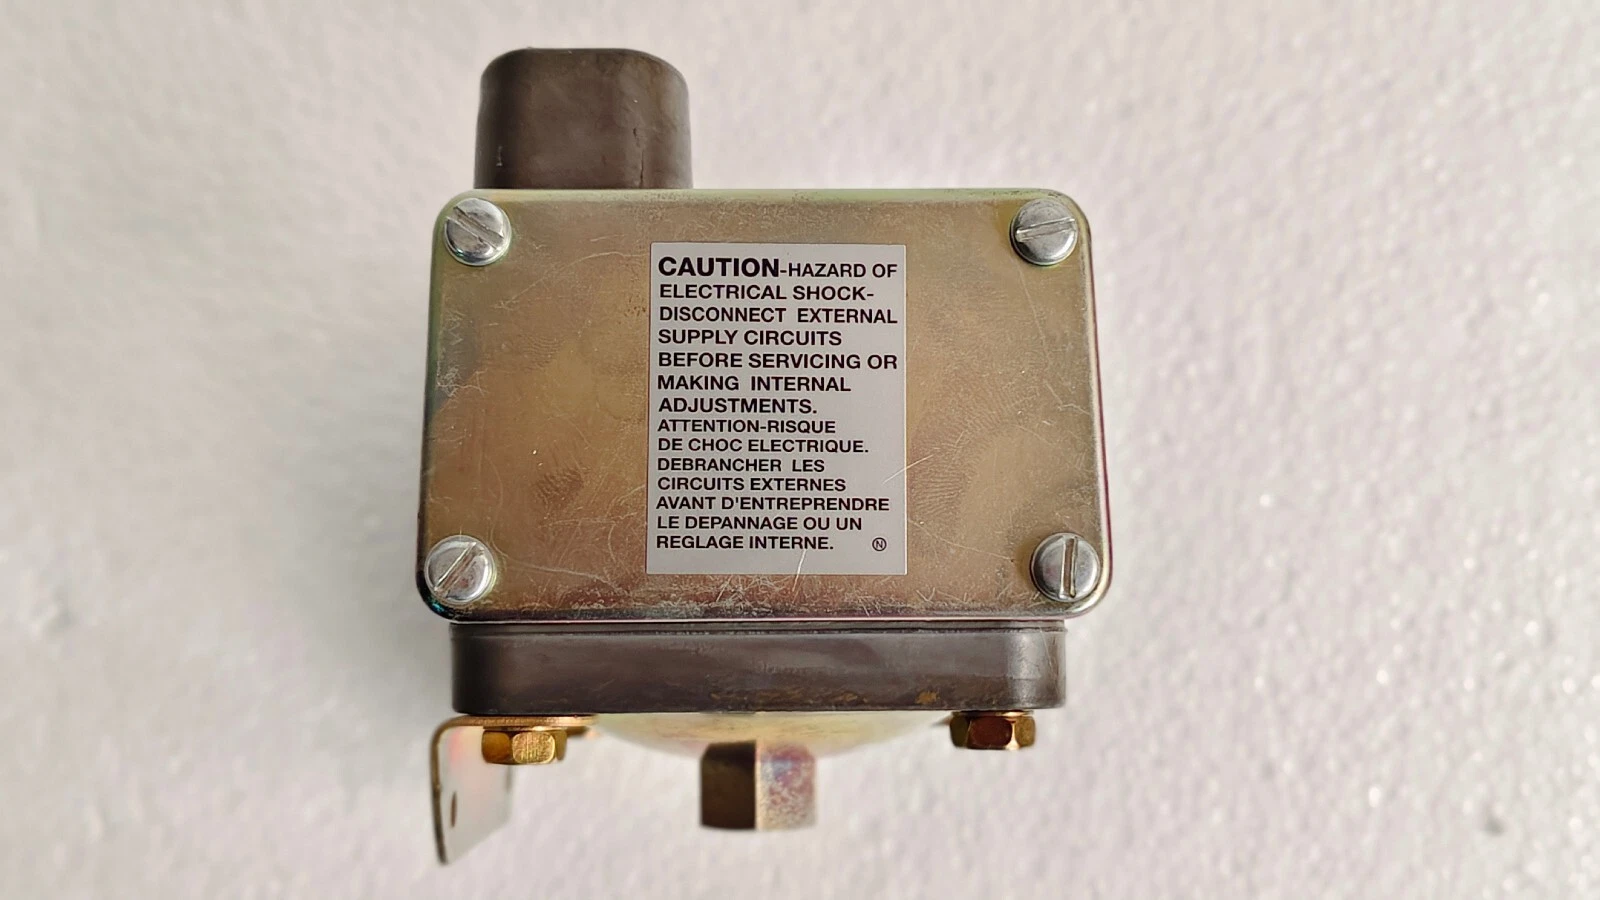 CAUTION-HAZARD OF
ELECTRICAL SHOCK-
DISCONNECT EXTERNAL
SUPPLY CIRCUITS
BEFORE SERVICING OR
MAKING INTERNAL
ADJUSTMENTS.
ATTENTION-RISQUE
DE CHOC ELECTRIQUE.
DEBRANCHER LES
CIRCUITS EXTERNES
AVANT D'ENTREPRENDRE
LE DEPANNAGE OU UN
REGLAGE INTERNE. Ⓝ